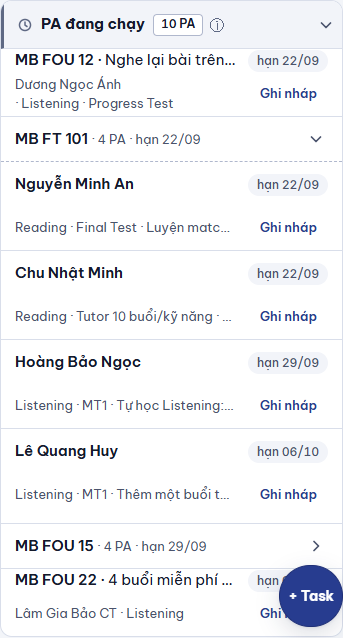 PA đang chạy 10 PA
MB FOU 12 · Nghe lại bài trên... hạn 22/09
Dương Ngọc Ánh
· Listening · Progress Test Ghi nháp
MB FT 101 · 4 PA · hạn 22/09
Nguyễn Minh An hạn 22/09
Reading · Final Test · Luyện matc... Ghi nháp
Chu Nhật Minh hạn 22/09
Reading · Tutor 10 buổi/kỹ năng · ... Ghi nháp
Hoàng Bảo Ngọc hạn 29/09
Listening · MT1 · Tự học Listening:... Ghi nháp
Lê Quang Huy hạn 06/10
Listening · MT1 · Thêm một buổi t... Ghi nháp
MB FOU 15 · 4 PA · hạn 29/09
MB FOU 22 · 4 buổi miễn phí ... hạn
+ Task
Lâm Gia Bảo CT · Listening